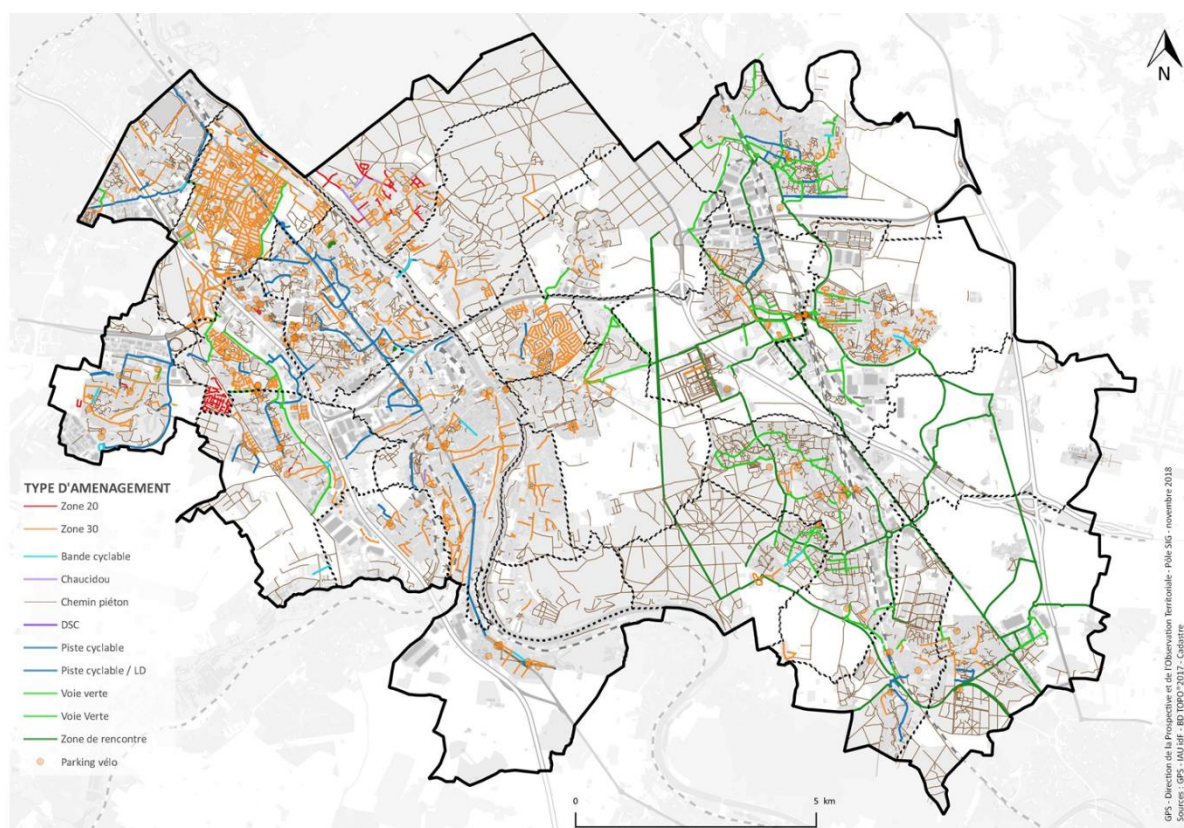 N
TYPE D'AMENAGEMENT
Zone 20
Zone 30
Bande cyclable
Chaucidou
Chemin piéton
DSC
Piste cyclable
Piste cyclable / LD
Voie verte
Voie Verte
Zone de rencontre
Parking vélo
0 5 km
GPS - Direction de la Prospective et de l'Observation Territoriale - Pôle SIG - novembre 2018
Sources : GPS - IAU îdF - BD TOPO®2017 - Cadastre